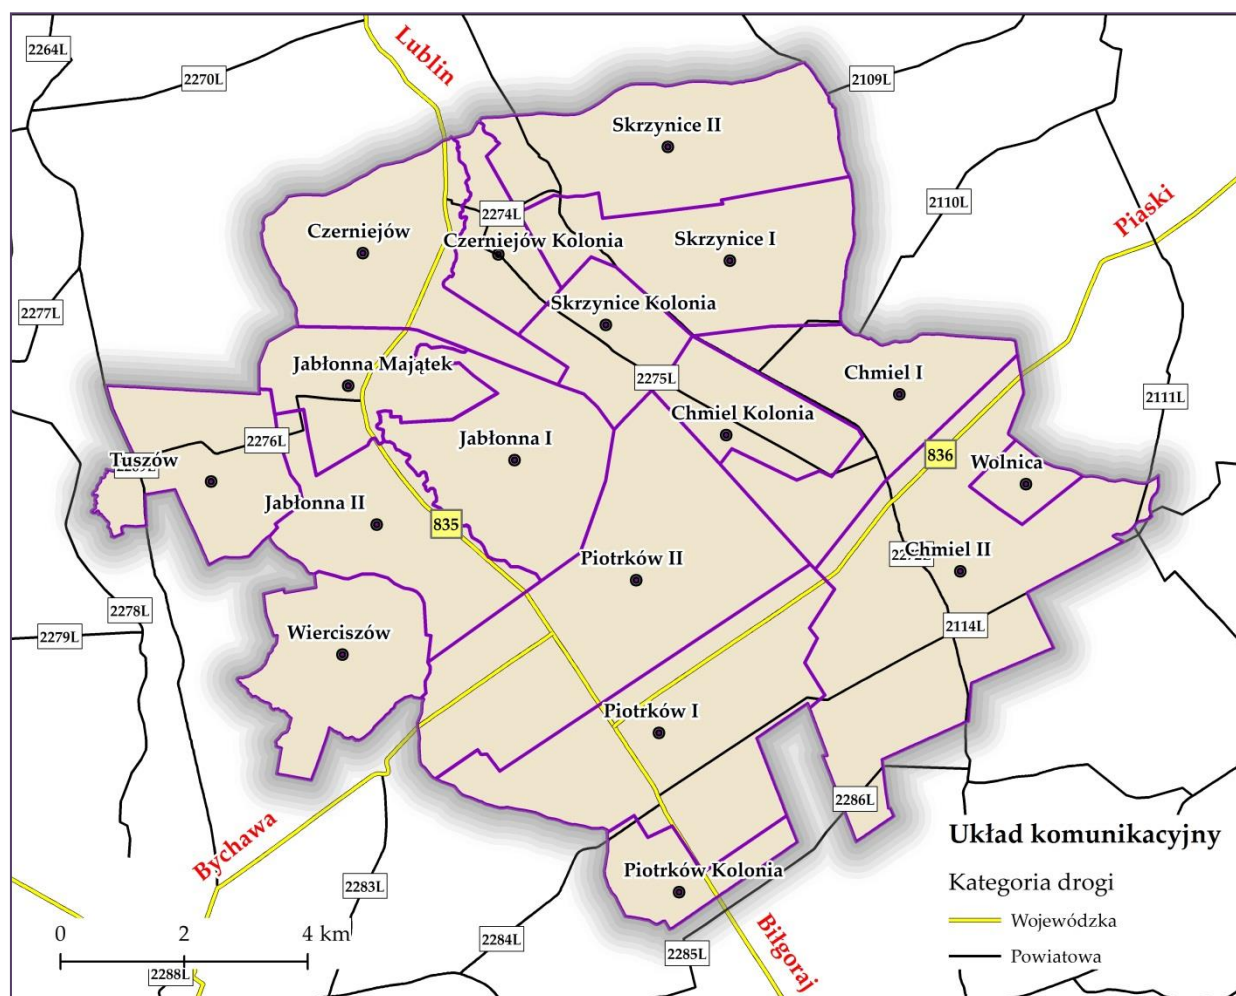 2264L
2270L
Lublin
2109L
Skrzynice II
2110L
Piaski
2274L
Czerniejów
Czerniejów Kolonia
Skrzynice I
2277L
Skrzynice Kolonia
Jabłonna Majątek
2275L
Chmiel I
2111L
Chmiel Kolonia
2276L
Jabłonna I
836
Tuszów
Wolnica
Jabłonna II
835
Piotrków II
Chmiel II
2278L
2279L
Wierciszów
2114L
Piotrków I
2286L
Bychawa
Układ komunikacyjny
Piotrków Kolonia
Kategoria drogi
2283L
Wojewódzka
0 2 4 km
2284L
Biłgoraj
2285L
Powiatowa
2288L